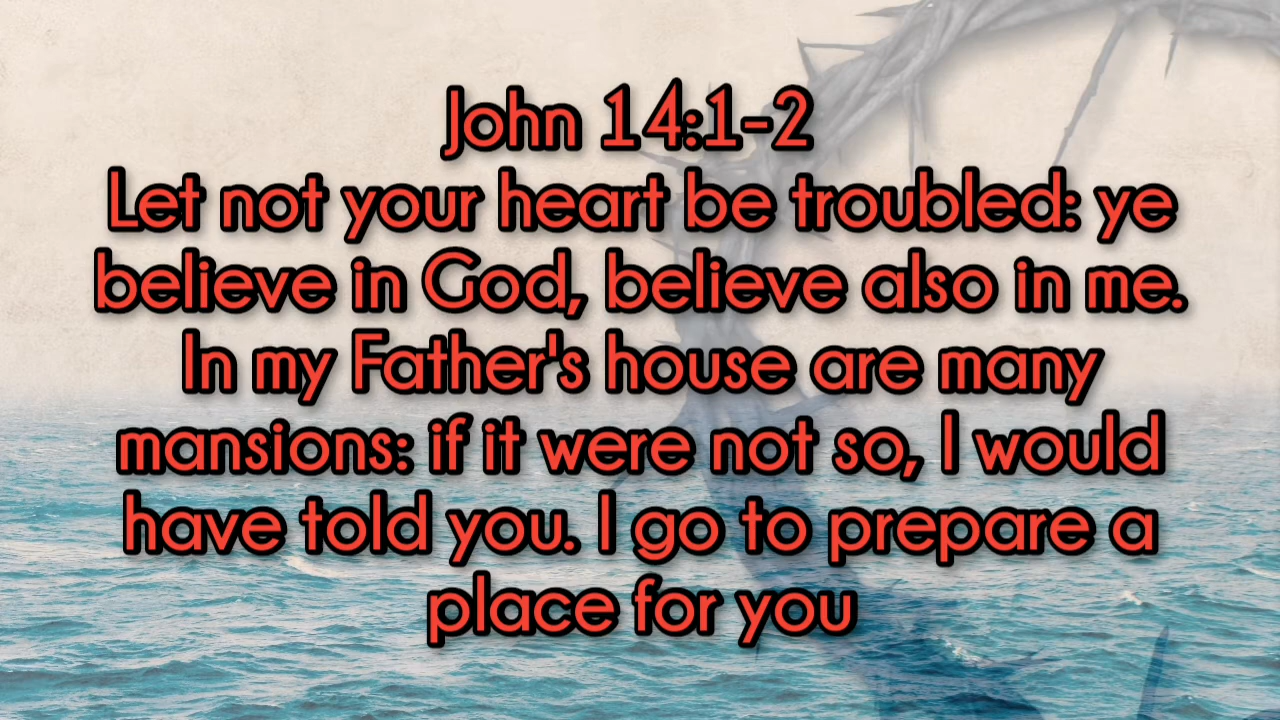 John 14:1-2
Let not your heart be troubled: ye
believe in God, believe also in me.
In my Father's house are many
mansions: if it were not so, I would
have told you. I go to prepare a
place for you